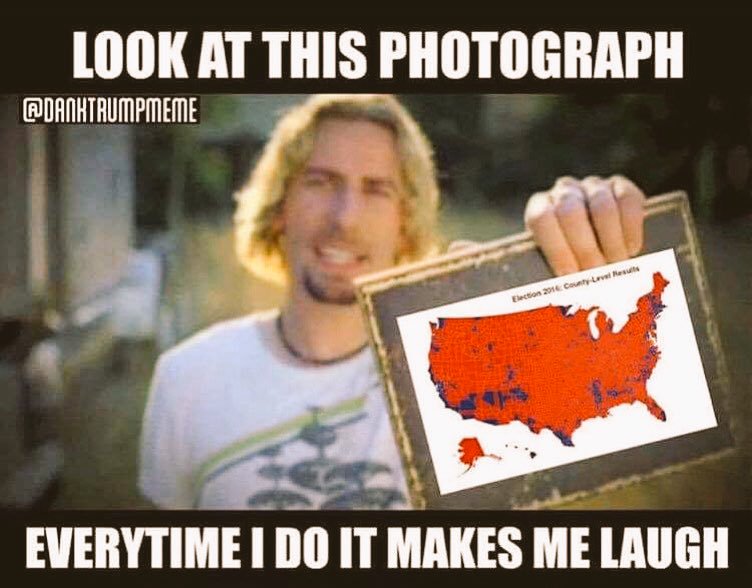 LOOK AT THIS PHOTOGRAPH
@DANKTRUMPMEME
Election 2016: County-Level Results
EVERYTIME I DO IT MAKES ME LAUGH